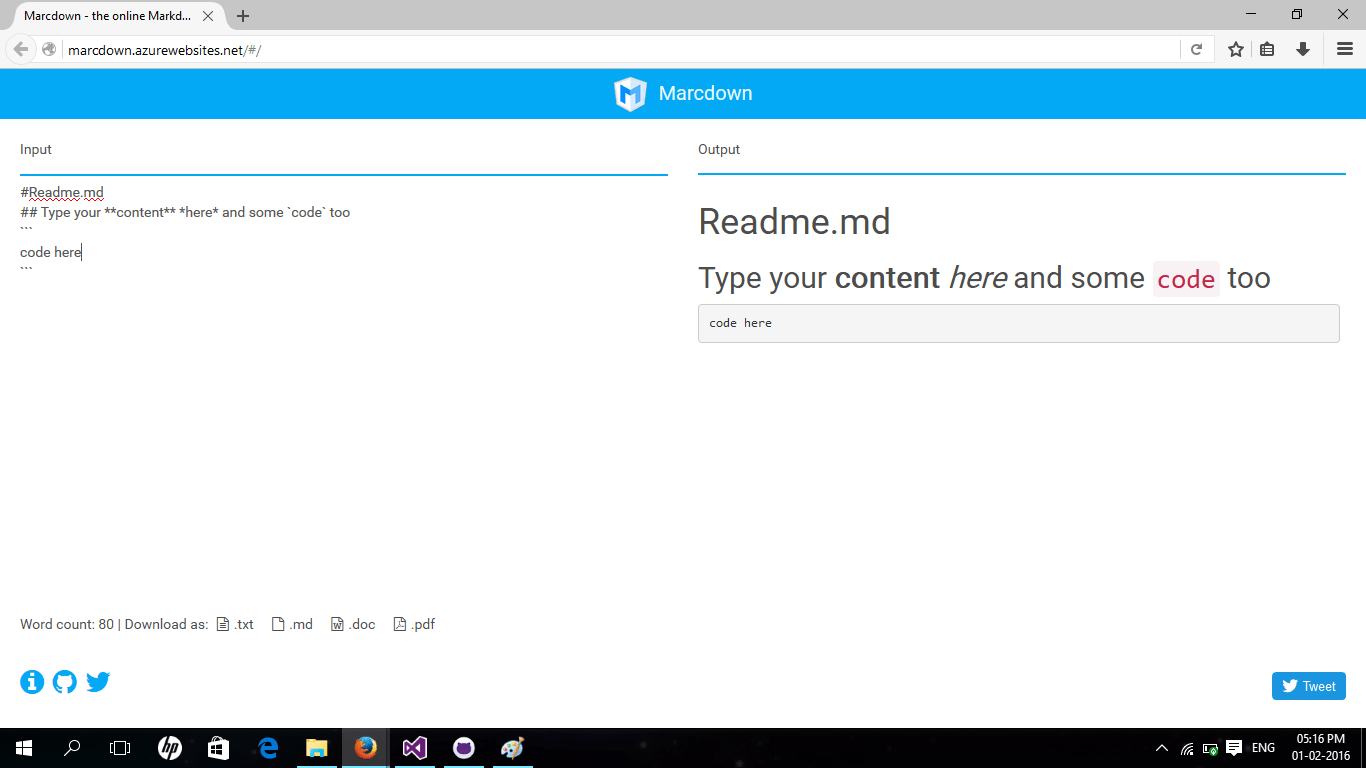 Marcdown - the online Markd...
marcdown.azurewebsites.net/#/
Marcdown
Input
#Readme.md
## Type your **content** *here* and some `code` too
```
code here
```
Output
Readme.md
Type your content here and some code too
code here
Word count: 80 | Download as: .txt .md .doc .pdf
Tweet
hp
ENG
05:16 PM
01-02-2016